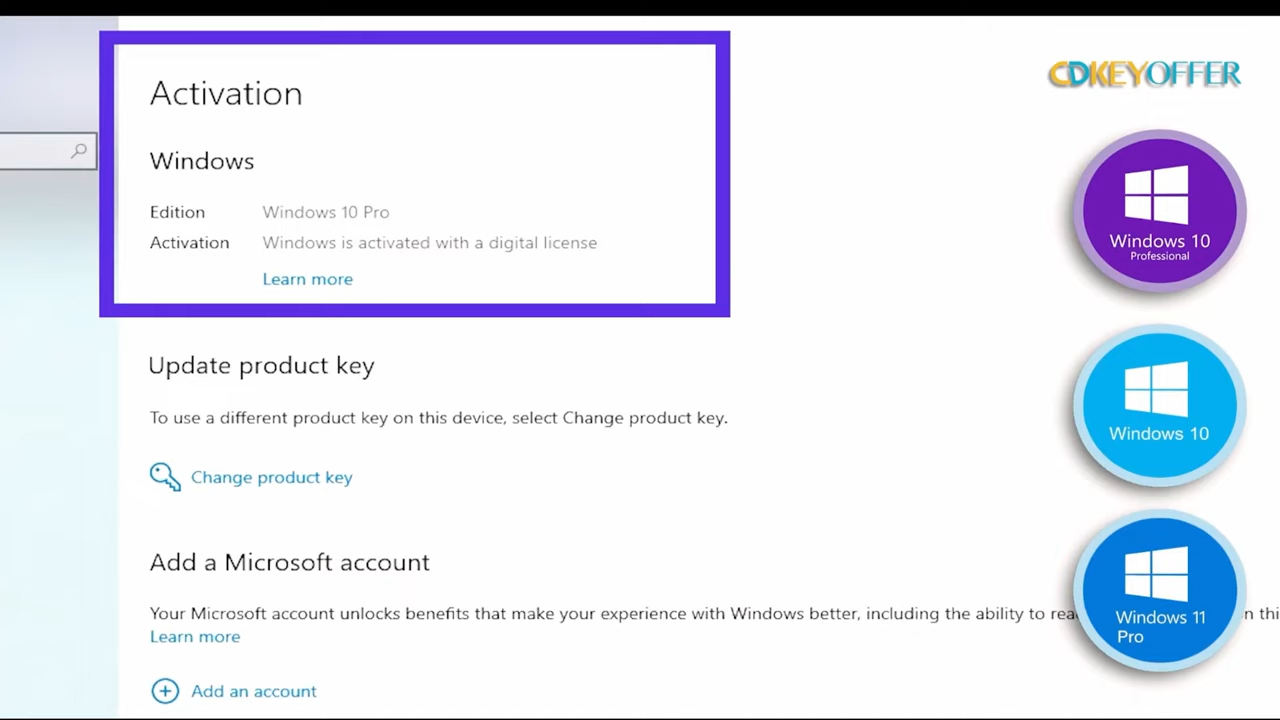 Activation
Windows
Edition Windows 10 Pro
Activation Windows is activated with a digital license
Learn more
Update product key
To use a different product key on this device, select Change product key.
Change product key
Add a Microsoft account
Your Microsoft account unlocks benefits that make your experience with Windows better, including the ability to
Learn more
Add an account
CDKEYOFFER
Windows 10
Professional
Windows 10
Windows 11
Pro